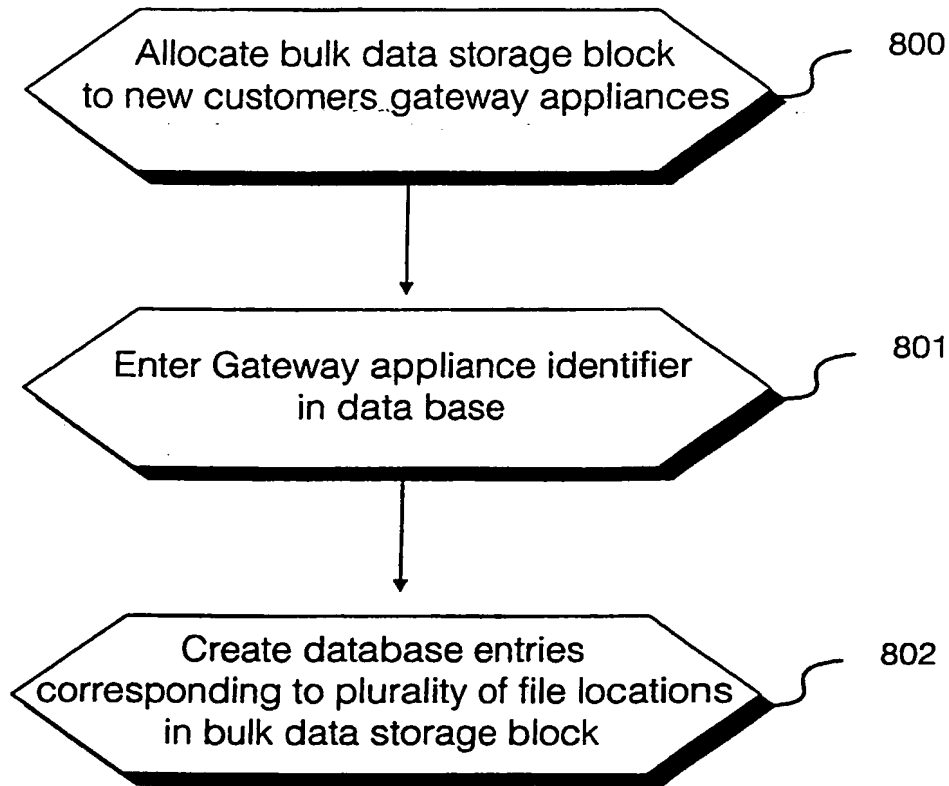 Allocate bulk data storage block
to new customers gateway appliances
800
Enter Gateway appliance identifier
in data base
801
Create database entries
corresponding to plurality of file locations
in bulk data storage block
802